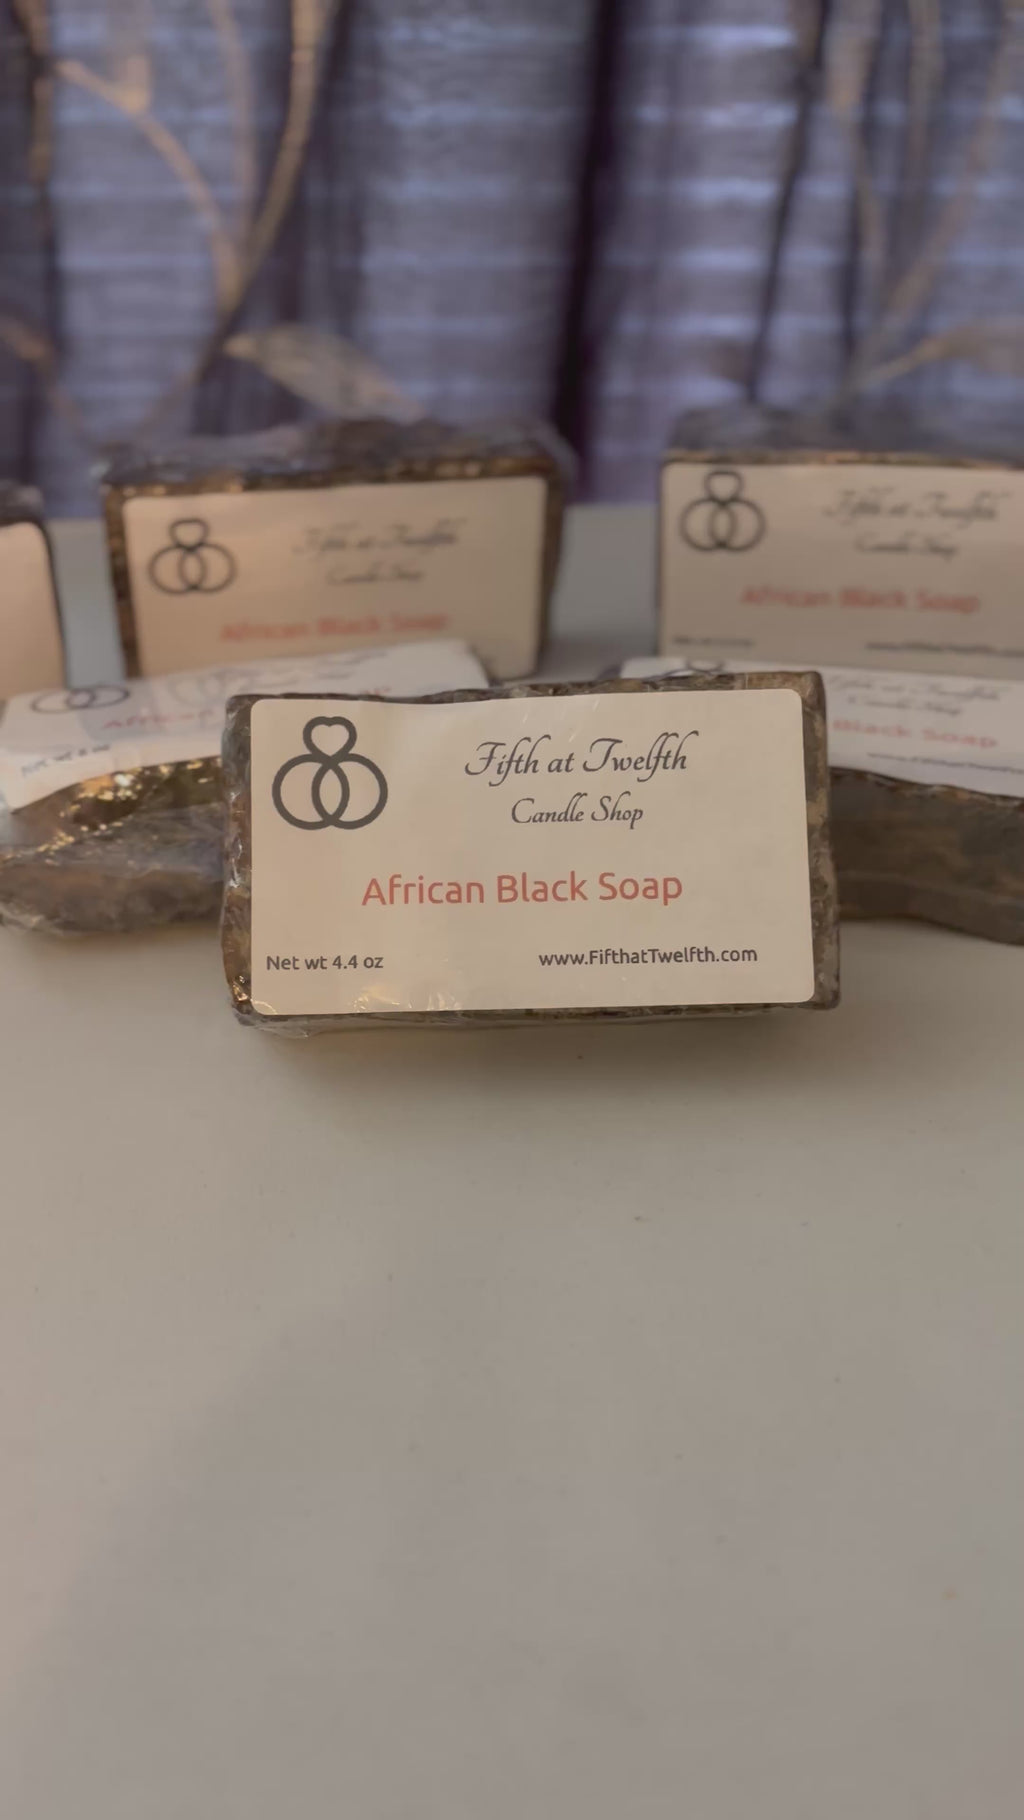 Fifth at Twelfth
Candle Shop
African Black Soap
Fifth at Twelfth
Candle Shop
African Black Soap
African
Black Soap
Fifth at Twelfth
Candle Shop
African Black Soap
Net wt 4.4 oz
www.FifthatTwelfth.com